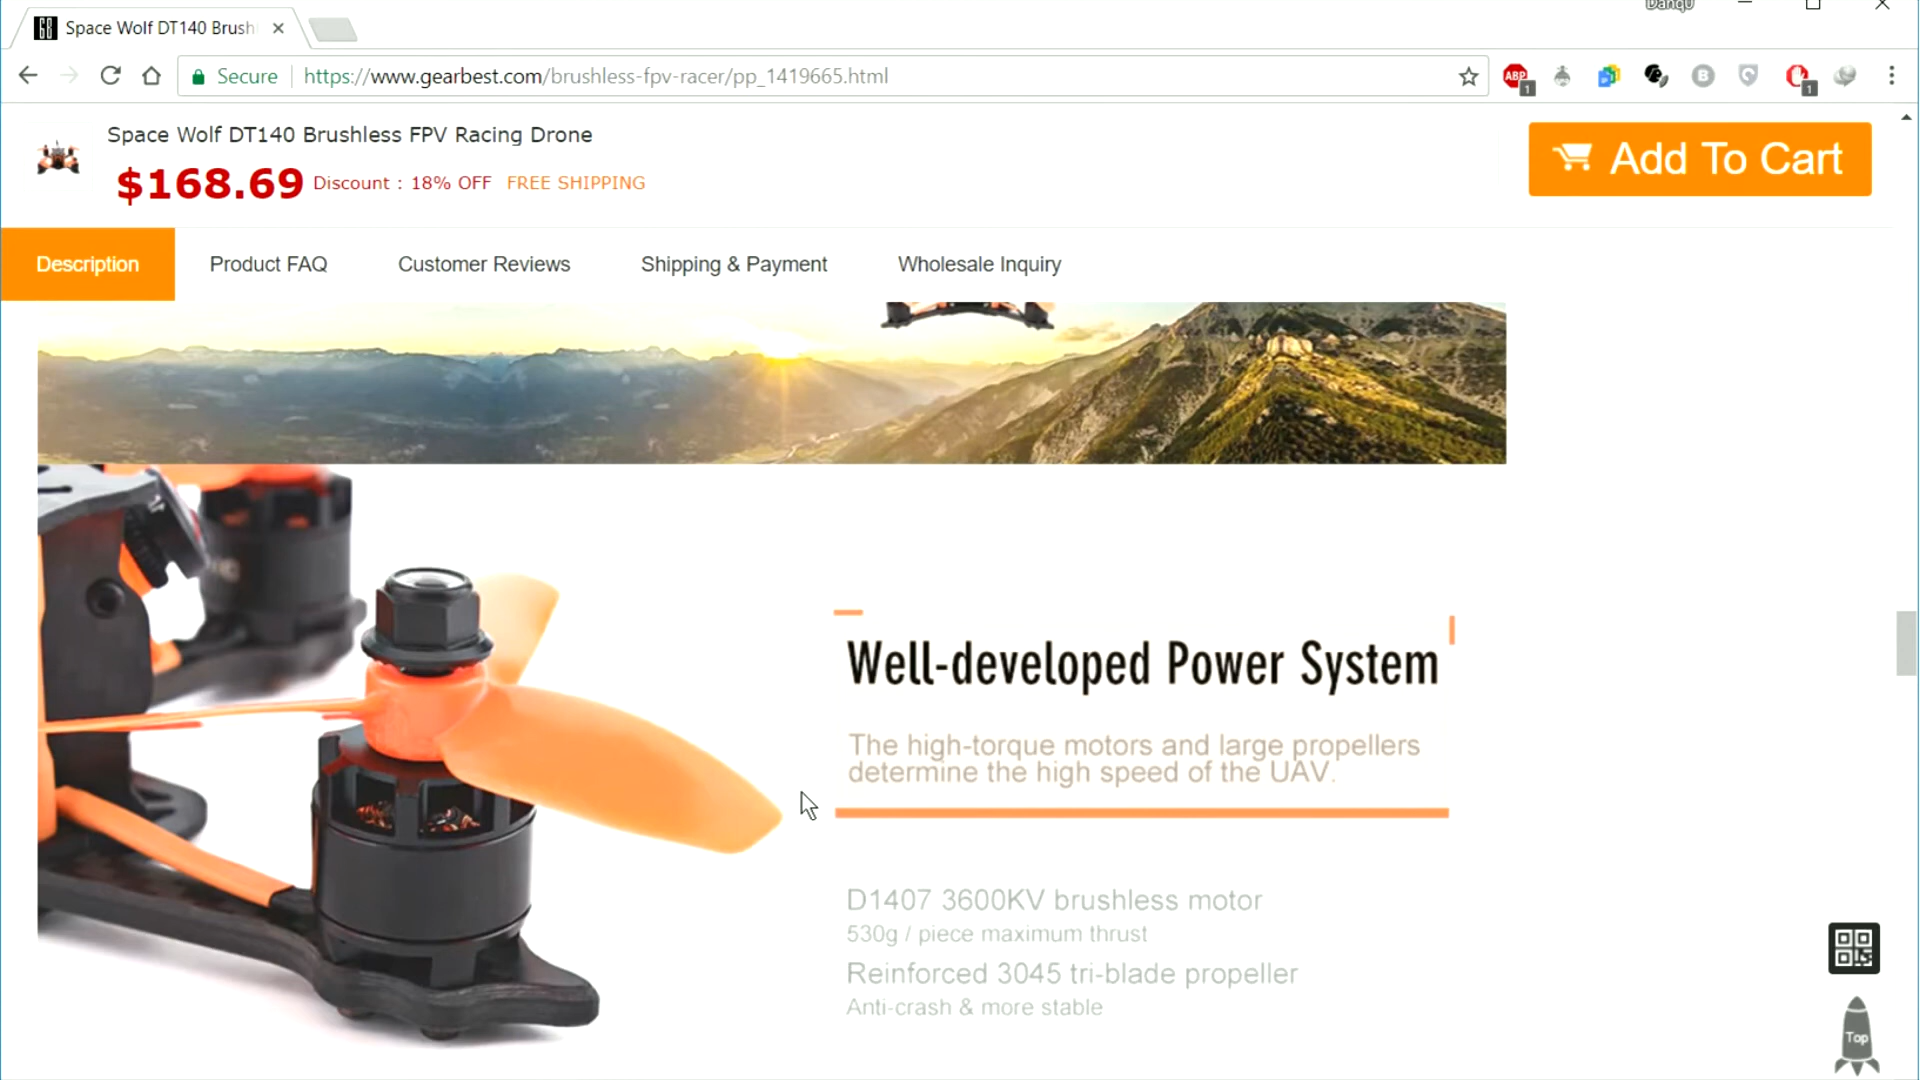 Danq0
Space Wolf DT140 Brush
Secure
https://www.gearbest.com/brushless-fpv-racer/pp_1419665.html
ABP
1
B
1
Space Wolf DT140 Brushless FPV Racing Drone
$168.69 Discount : 18% OFF FREE SHIPPING
Add To Cart
Description
Product FAQ
Customer Reviews
Shipping & Payment
Wholesale Inquiry
Well-developed Power System
The high-torque motors and large propellers
determine the high speed of the UAV.
D1407 3600KV brushless motor
530g / piece maximum thrust
Reinforced 3045 tri-blade propeller
Anti-crash & more stable
Top